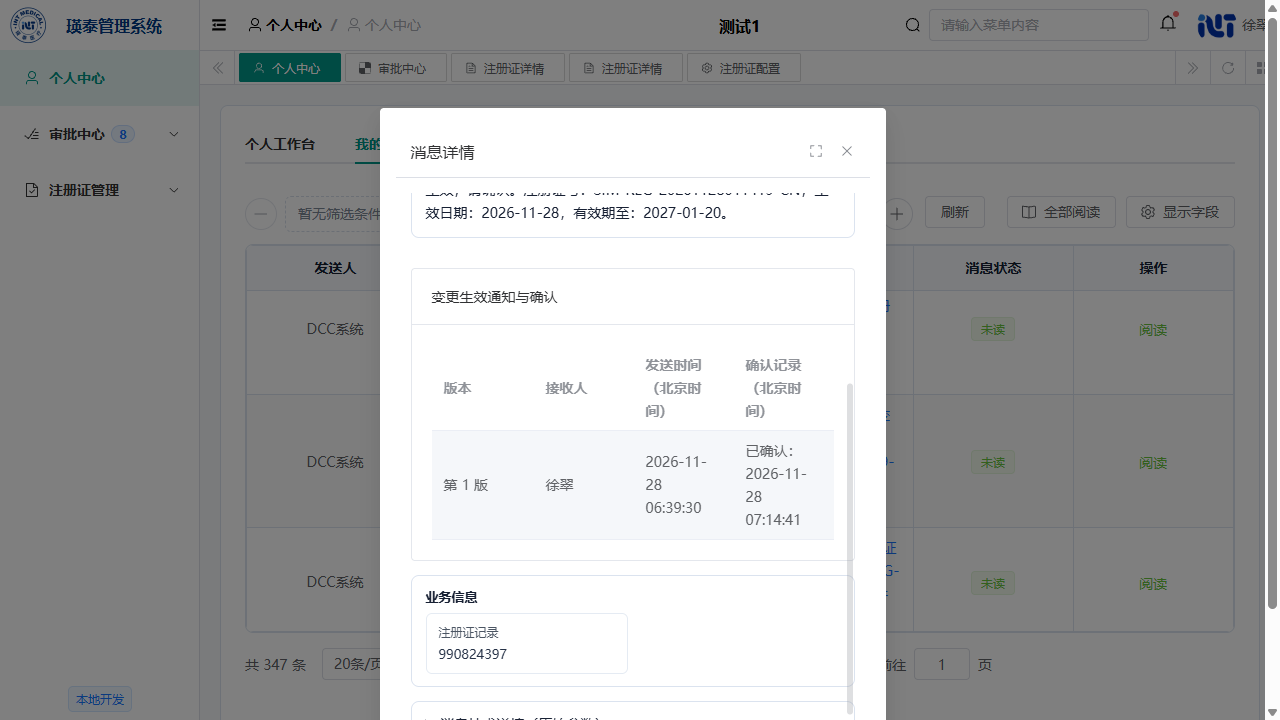 瑛泰管理系统
个人中心
审批中心 8
注册证管理
本地开发
个人中心 / 个人中心
测试1
请输入菜单内容
个人中心
审批中心
注册证详情
注册证详情
注册证配置
个人工作台
我的
暂无筛选条件
刷新
全部阅读
显示字段
发送人
消息状态
操作
DCC系统
未读
阅读
DCC系统
未读
阅读
DCC系统
未读
阅读
共 347 条
20条/页
前往
1
页
消息详情
效日期：2026-11-28，有效期至：2027-01-20。
变更生效通知与确认
版本
接收人
发送时间
（北京时
间）
确认记录
（北京时
间）
第 1 版
徐翠
2026-11-
28
06:39:30
已确认：
2026-11-
28
07:14:41
业务信息
注册证记录
990824397